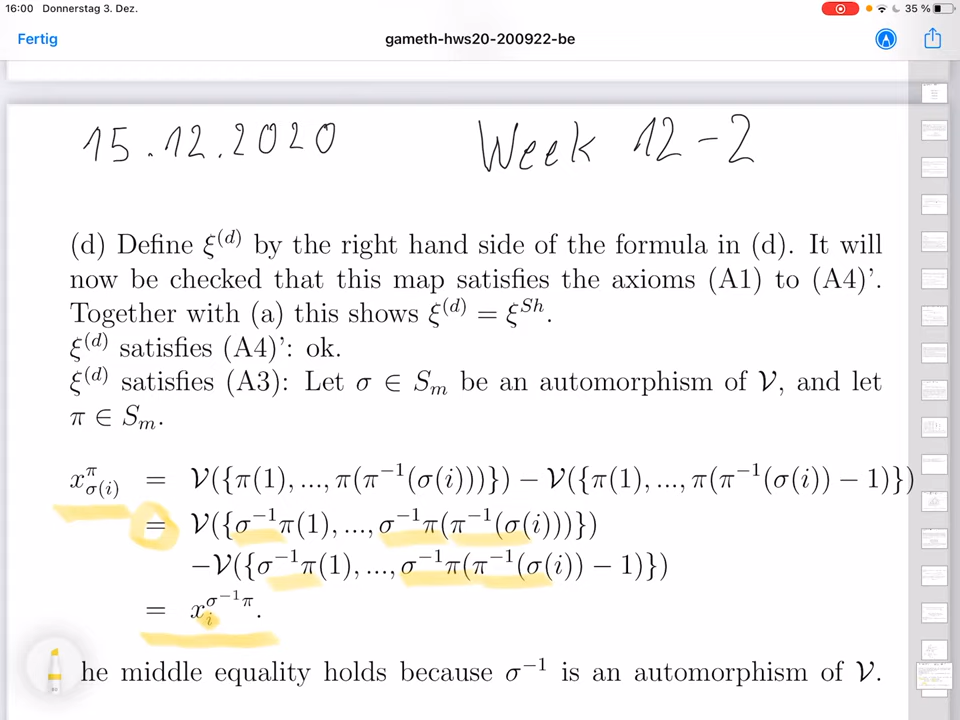 16:00 Donnerstag 3. Dez. 35 %
Fertig gameth-hws20-200922-be
15.12.2020 Week 12-2
(d) Define ξ^(d) by the right hand side of the formula in (d). It will
now be checked that this map satisfies the axioms (A1) to (A4)’.
Together with (a) this shows ξ^(d) = ξ^Sh.
ξ^(d) satisfies (A4)’: ok.
ξ^(d) satisfies (A3): Let σ ∈ S_m be an automorphism of 𝒱, and let
π ∈ S_m.
x^π_σ(i) = 𝒱({π(1), ..., π(π^−1(σ(i)))}) − 𝒱({π(1), ..., π(π^−1(σ(i)) − 1)})
= 𝒱({σ^−1π(1), ..., σ^−1π(π^−1(σ(i)))})
−𝒱({σ^−1π(1), ..., σ^−1π(π^−1(σ(i)) − 1)})
= x_i^σ^−1π.
he middle equality holds because σ^−1 is an automorphism of 𝒱.